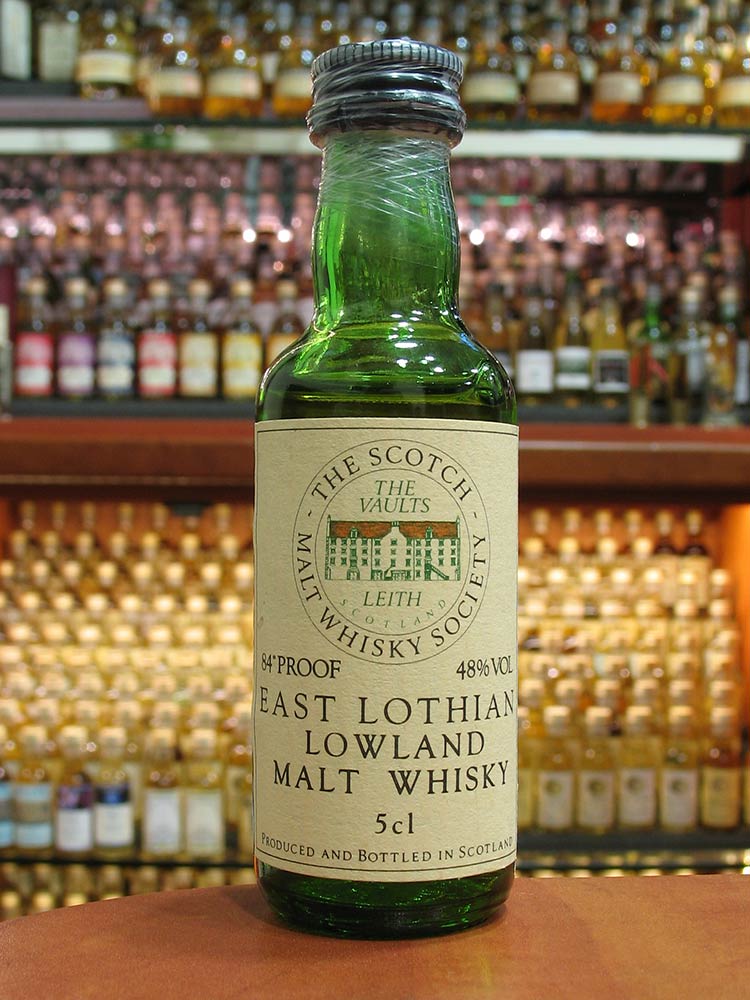 THE SCOTCH
- MALT WHISKY SOCIETY -
THE
VAULTS
LEITH
SCOTLAND
84° PROOF 48% VOL
EAST LOTHIAN
LOWLAND
MALT WHISKY
5cl
PRODUCED AND BOTTLED IN SCOTLAND